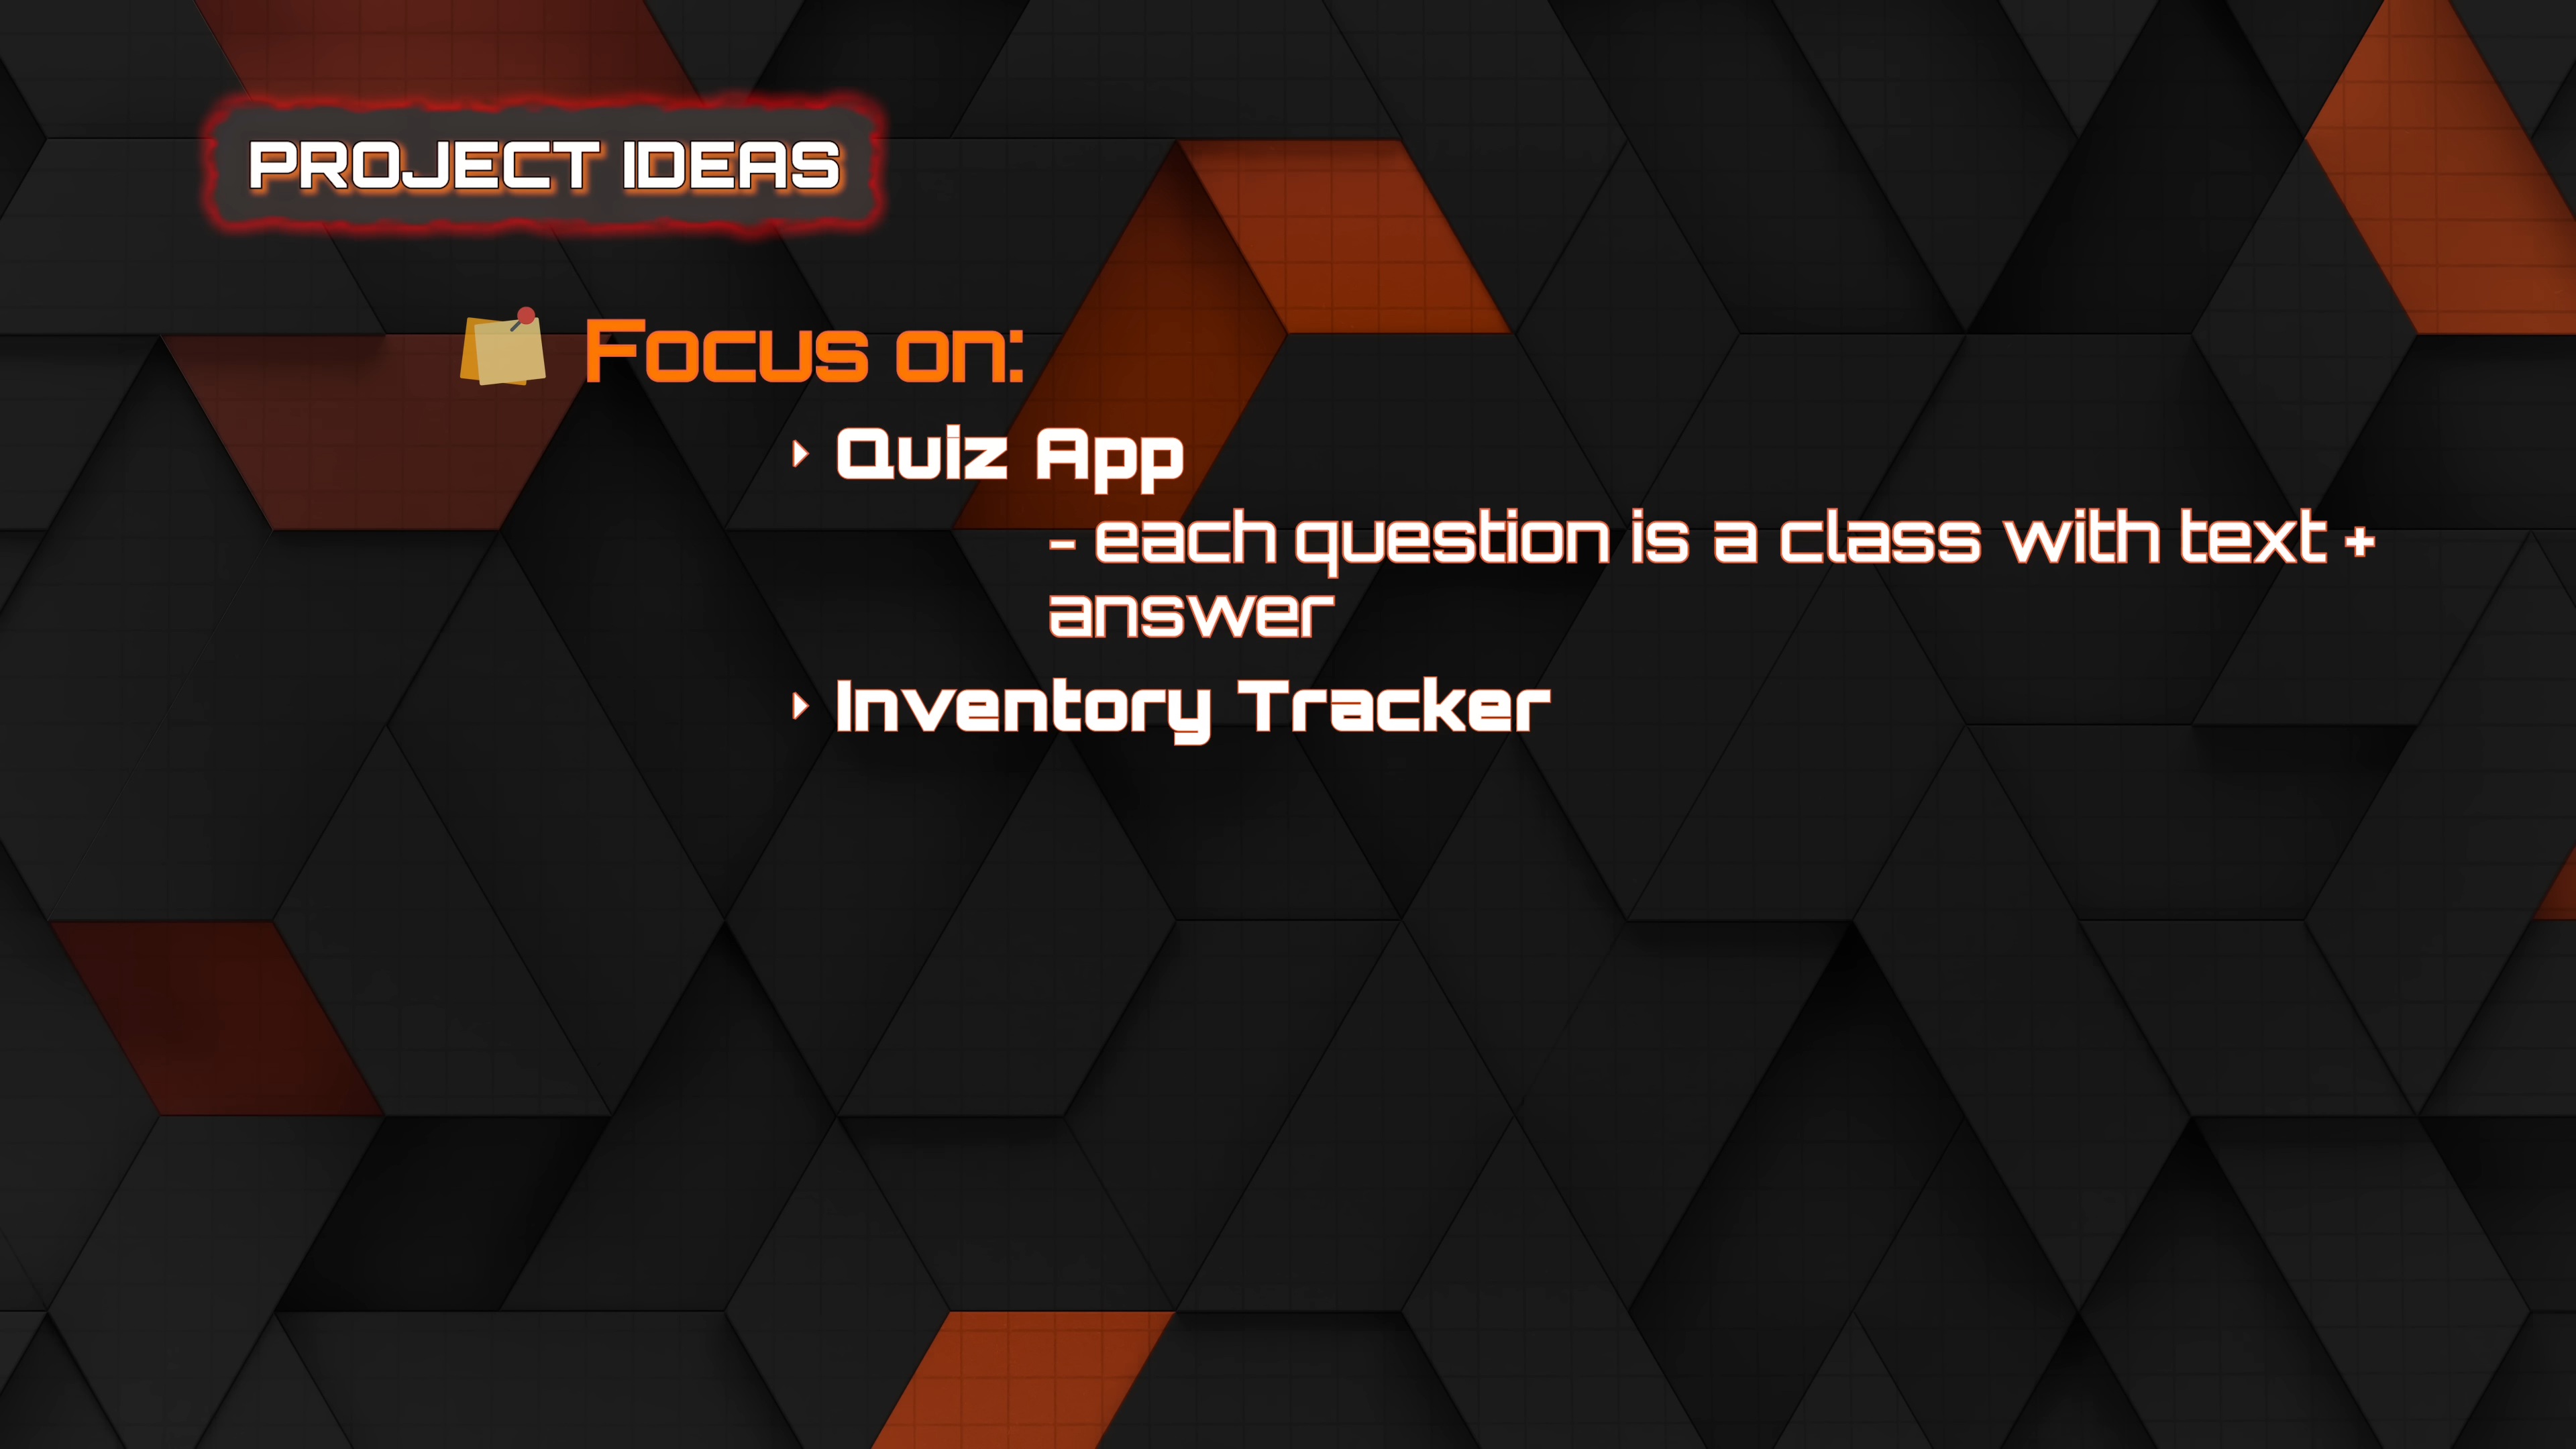 PROJECT IDEAS
Focus on:
Quiz App
- each question is a class with text +
answer
Inventory Tracker